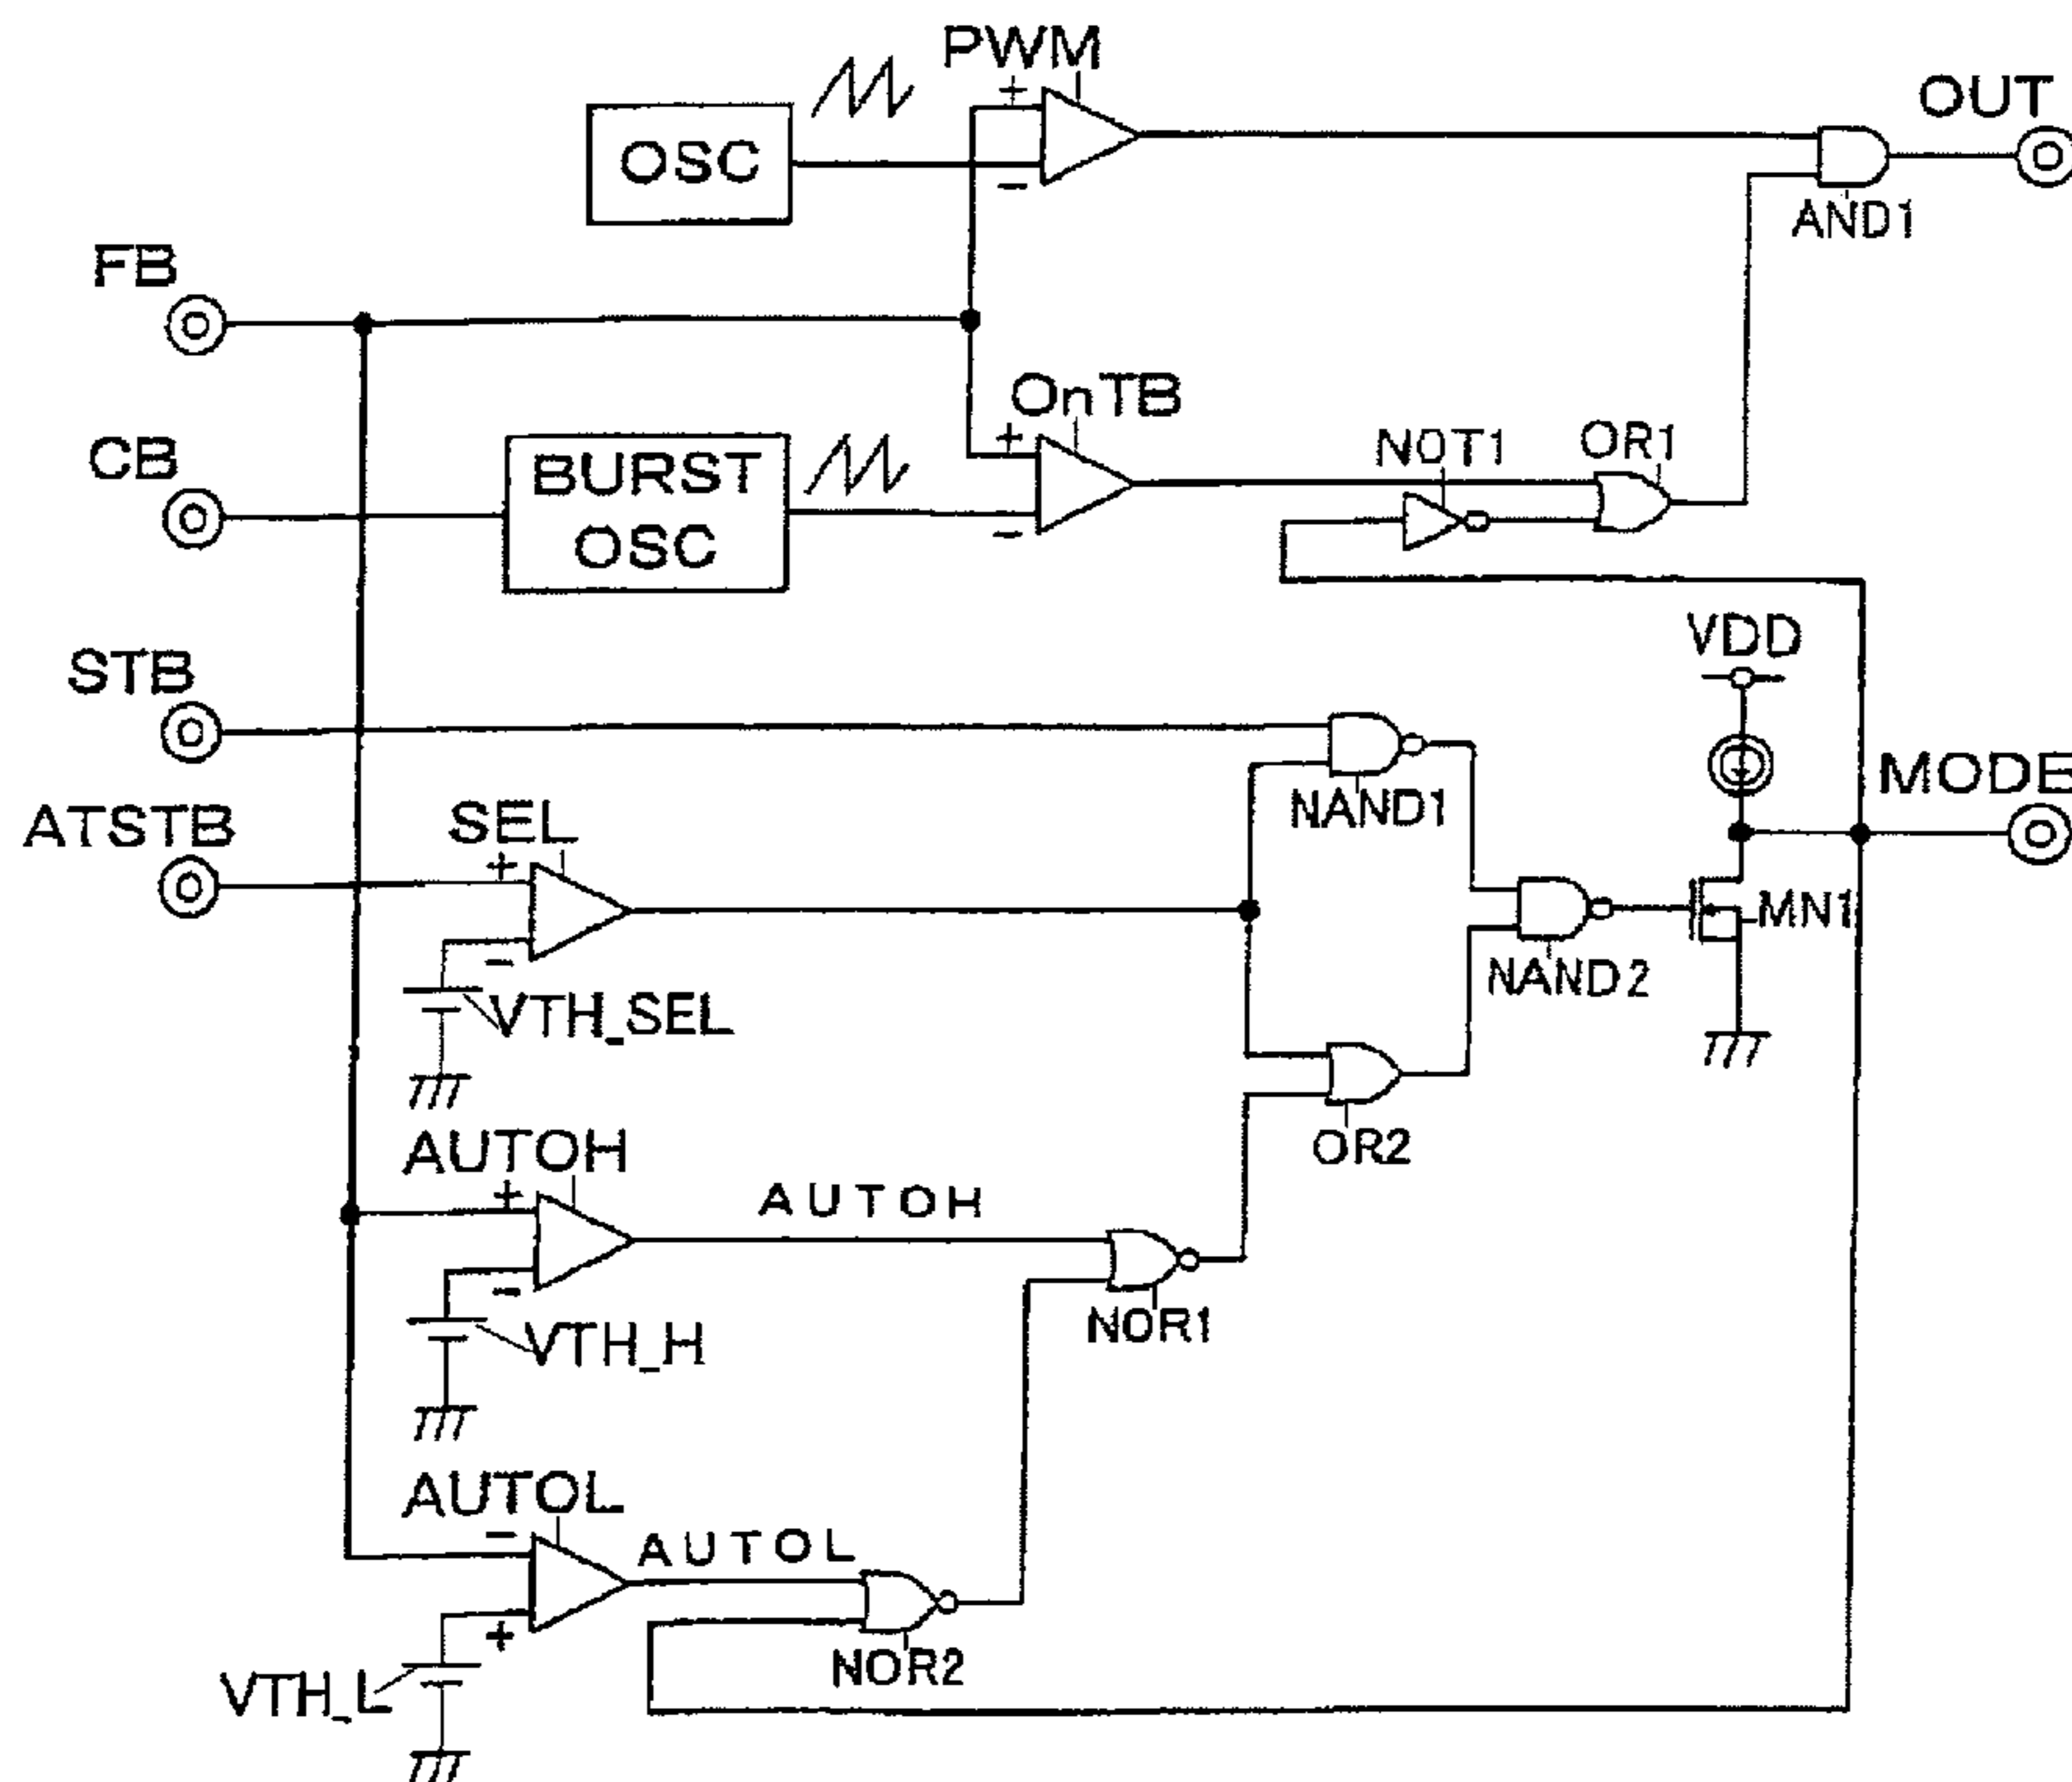 PWM
+
OUT
OSC
-
AND1
FB
OnTB
+
NOT1
OR1
CB
BURST
OSC
-
VDD
STB
MODE
NAND1
ATSTB
SEL
+
MN1
-
NAND2
VTH_SEL
OR2
AUTOH
+
AUTOH
-
NOR1
VTH_H
AUTOL
-
AUTOL
+
NOR2
VTH_L